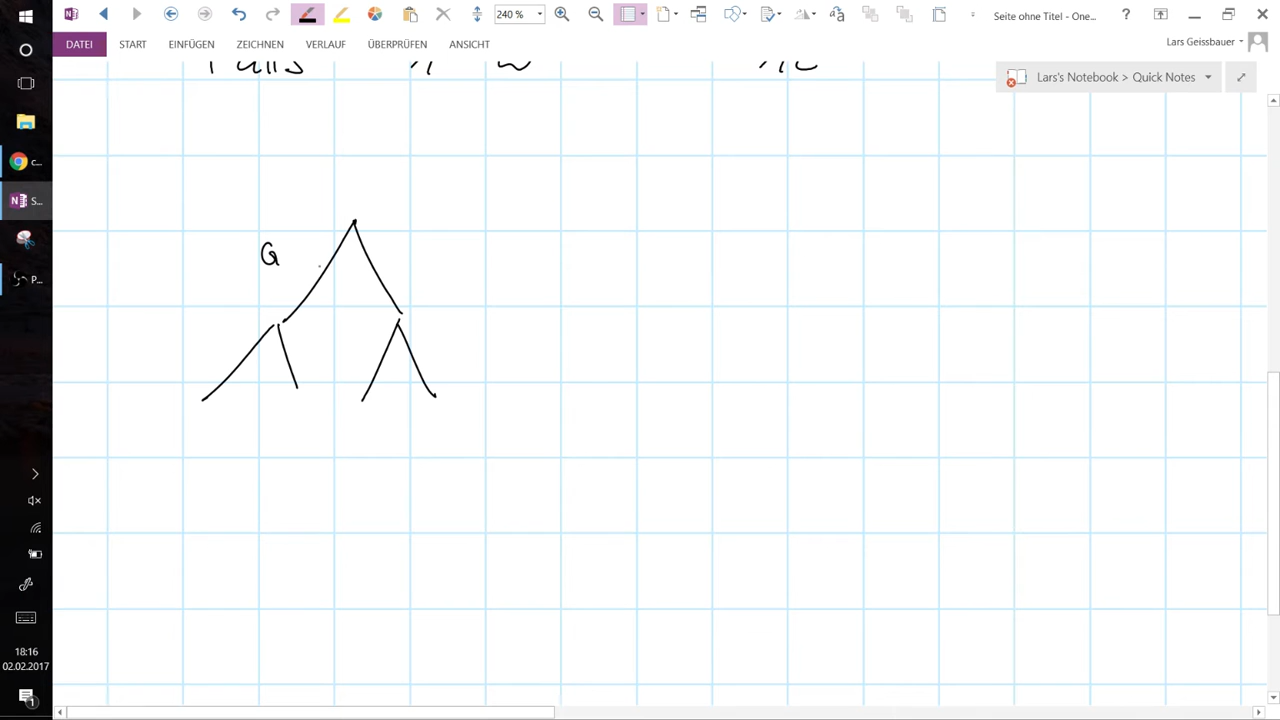 240 %
Seite ohne Titel - One...
?
DATEI
START
EINFÜGEN
ZEICHNEN
VERLAUF
ÜBERPRÜFEN
ANSICHT
Lars Geissbauer
Lars's Notebook > Quick Notes
c...
S...
P...
G
18:16
02.02.2017
1